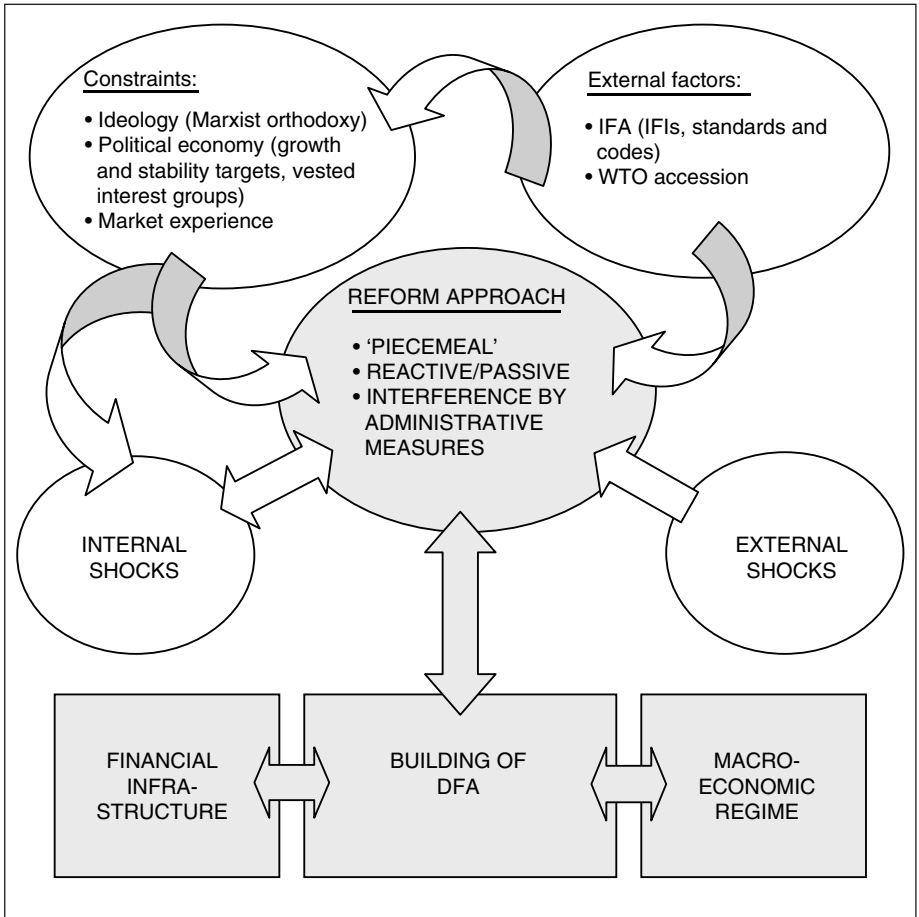 Constraints:
• Ideology (Marxist orthodoxy)
• Political economy (growth
and stability targets, vested
interest groups)
• Market experience
External factors:
• IFA (IFIs, standards and
codes)
• WTO accession
REFORM APPROACH
• ‘PIECEMEAL’
• REACTIVE/PASSIVE
• INTERFERENCE BY
ADMINISTRATIVE
MEASURES
INTERNAL
SHOCKS
EXTERNAL
SHOCKS
FINANCIAL
INFRA-
STRUCTURE
BUILDING OF
DFA
MACRO-
ECONOMIC
REGIME